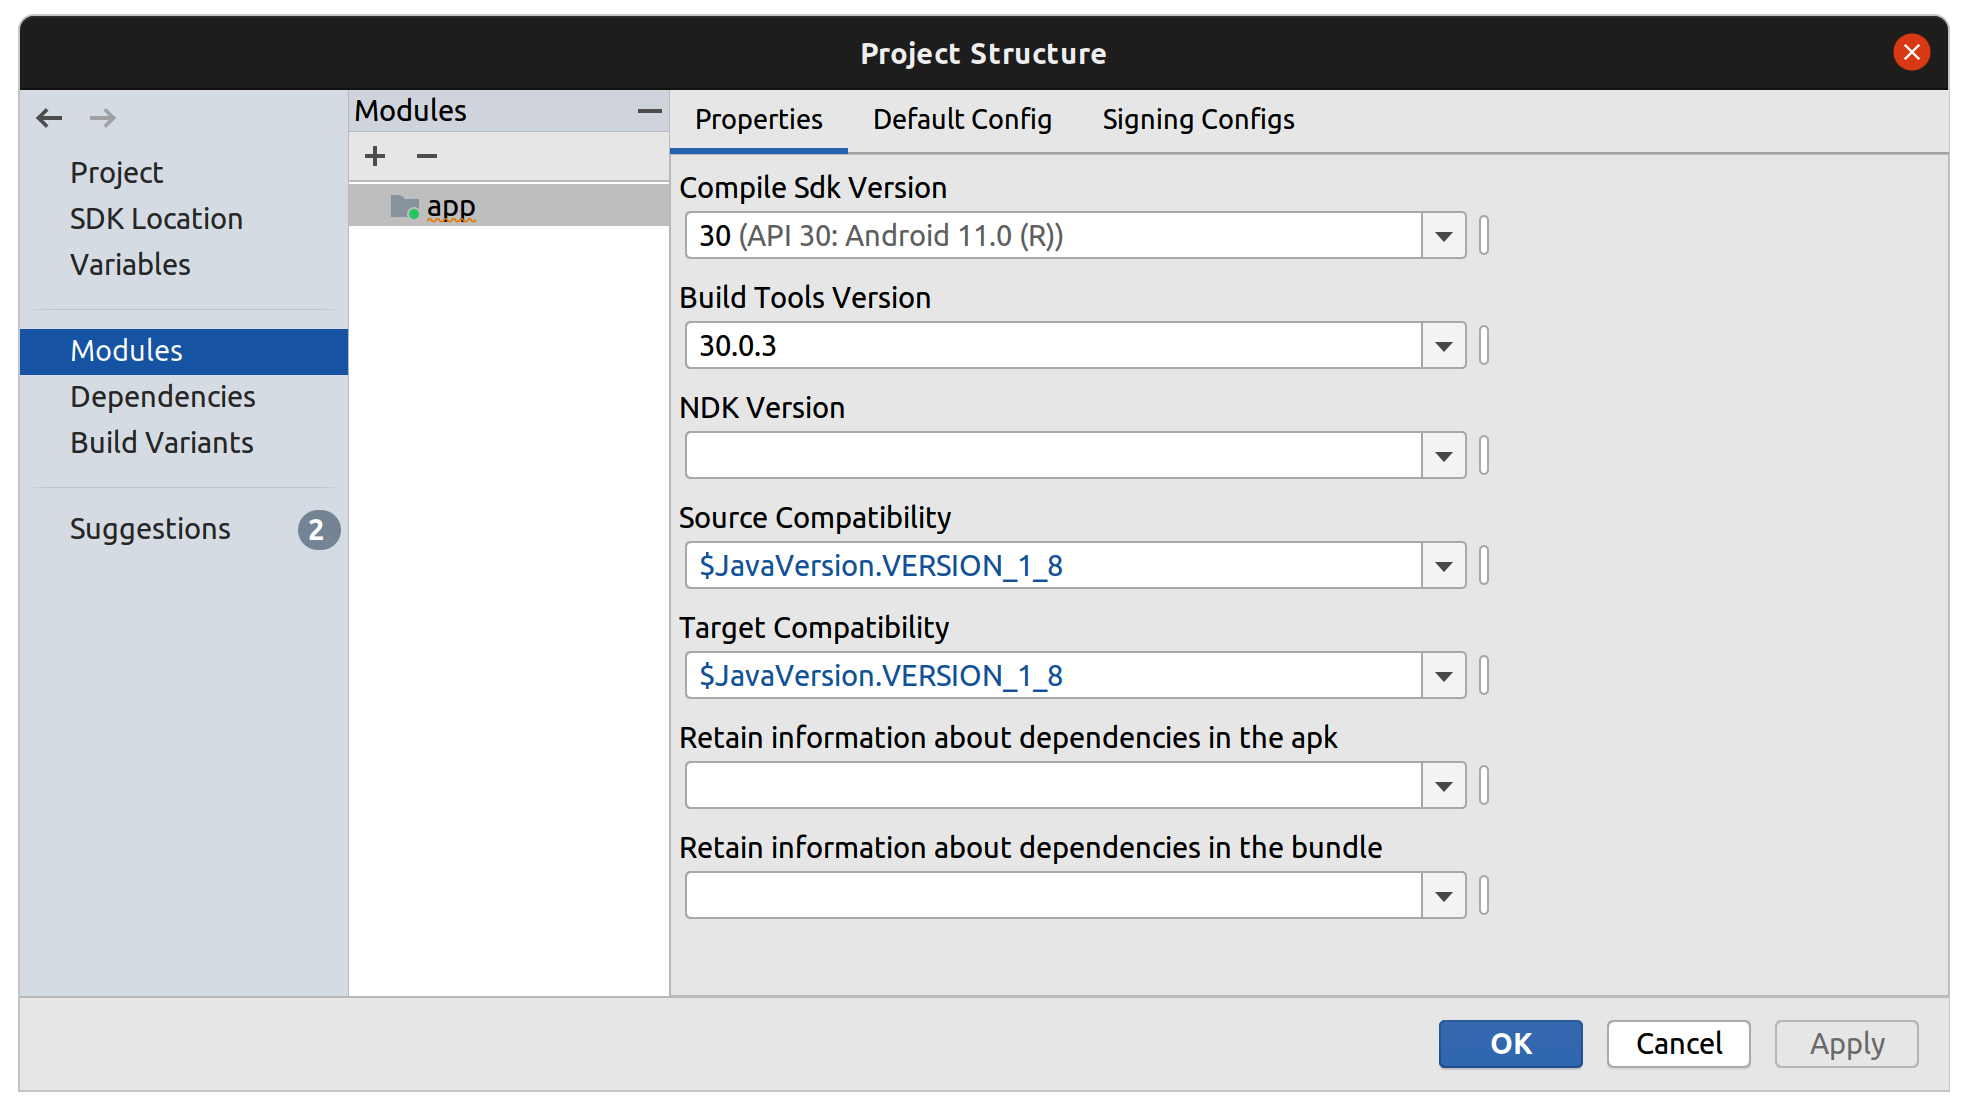 Project Structure
Project
SDK Location
Variables
Modules
Dependencies
Build Variants
Suggestions 2
Modules
app
Properties Default Config Signing Configs
Compile Sdk Version
30 (API 30: Android 11.0 (R))
Build Tools Version
30.0.3
NDK Version
Source Compatibility
$JavaVersion.VERSION_1_8
Target Compatibility
$JavaVersion.VERSION_1_8
Retain information about dependencies in the apk
Retain information about dependencies in the bundle
OK Cancel Apply